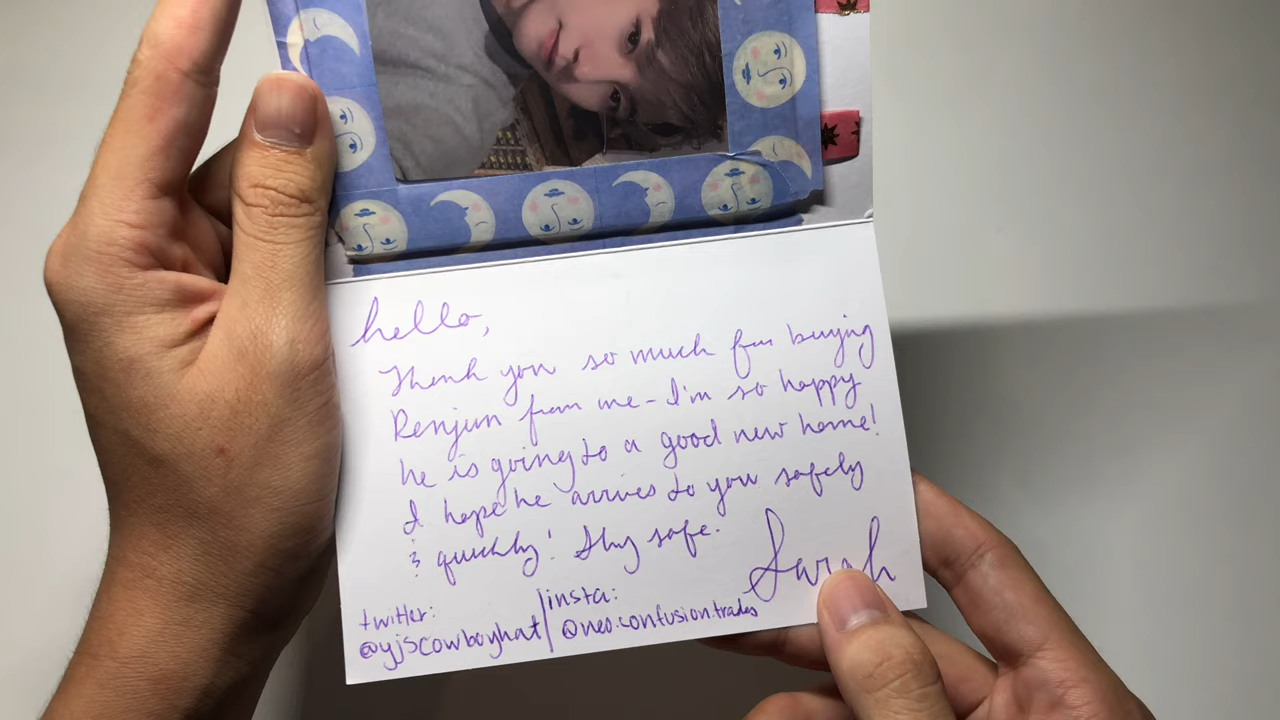 hello,
Thank you so much for buying
Renjun from me - I'm so happy
he is going to a good new home!
I hope he arrives to you safely
& quickly! Stay safe.
Sarah
twitter:
@yjscowboyhat
insta:
@neo.confusiontrades